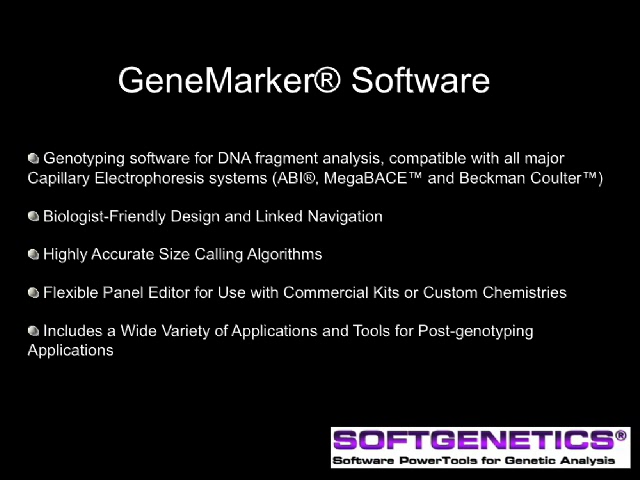 GeneMarker® Software
Genotyping software for DNA fragment analysis, compatible with all major
Capillary Electrophoresis systems (ABI®, MegaBACE™ and Beckman Coulter™)
Biologist-Friendly Design and Linked Navigation
Highly Accurate Size Calling Algorithms
Flexible Panel Editor for Use with Commercial Kits or Custom Chemistries
Includes a Wide Variety of Applications and Tools for Post-genotyping
Applications
SOFTGENETICS®
Software PowerTools for Genetic Analysis